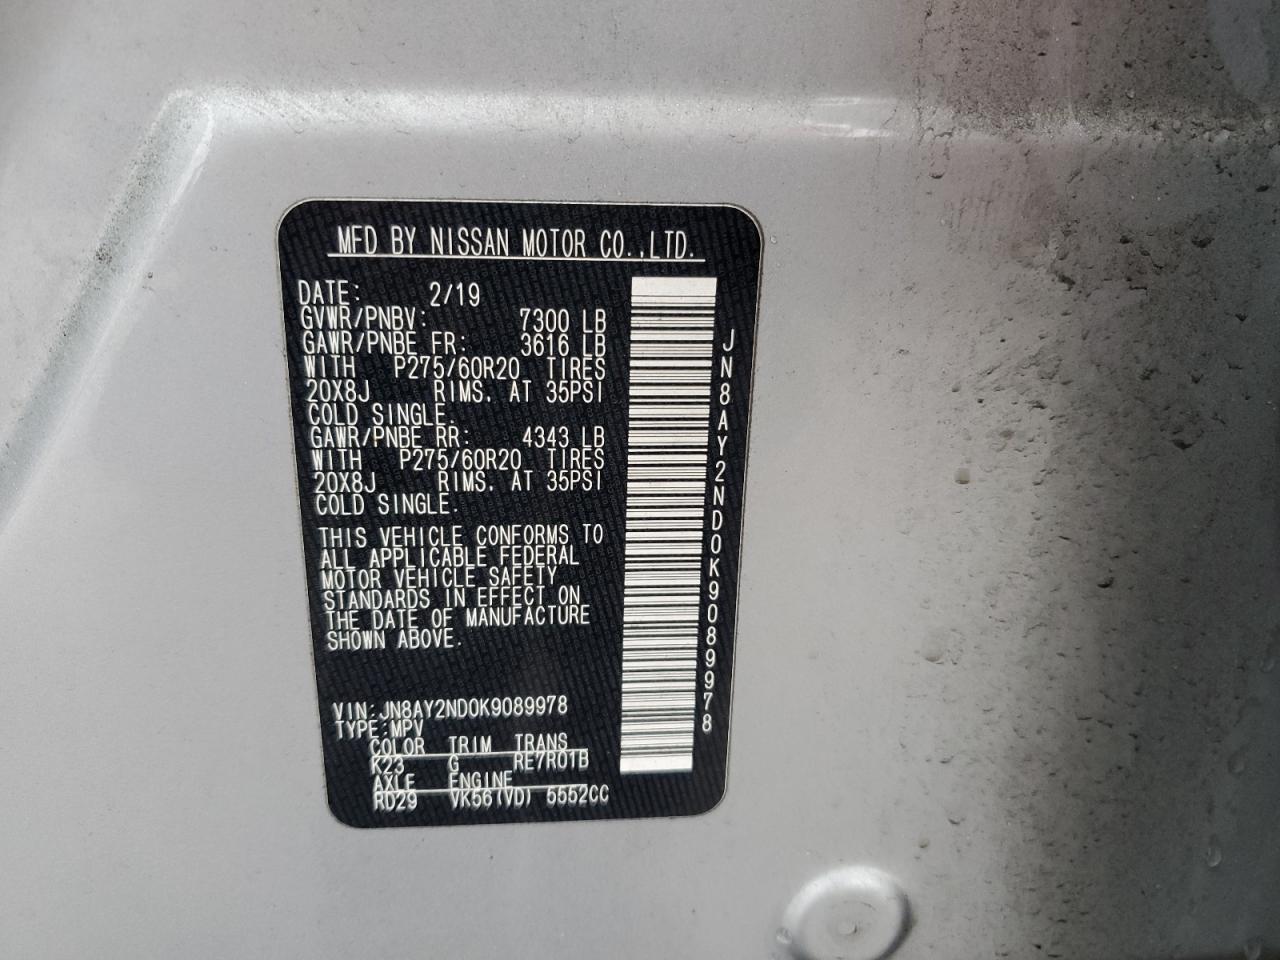 MFD BY NISSAN MOTOR CO.,LTD.
DATE: 2/19
GVWR/PNBV: 7300 LB
GAWR/PNBE FR: 3616 LB
WITH P275/60R20 TIRES
20X8J RIMS. AT 35PSI
COLD SINGLE.
GAWR/PNBE RR: 4343 LB
WITH P275/60R20 TIRES
20X8J RIMS. AT 35PSI
COLD SINGLE.
THIS VEHICLE CONFORMS TO
ALL APPLICABLE FEDERAL
MOTOR VEHICLE SAFETY
STANDARDS IN EFFECT ON
THE DATE OF MANUFACTURE
SHOWN ABOVE.
VIN:JN8AY2ND0K9089978
TYPE:MPV
COLOR TRIM TRANS
K23 G RE7R01B
AXLE ENGINE
RD29 VK56(VD) 5552CC
JN8AY2ND0K9089978